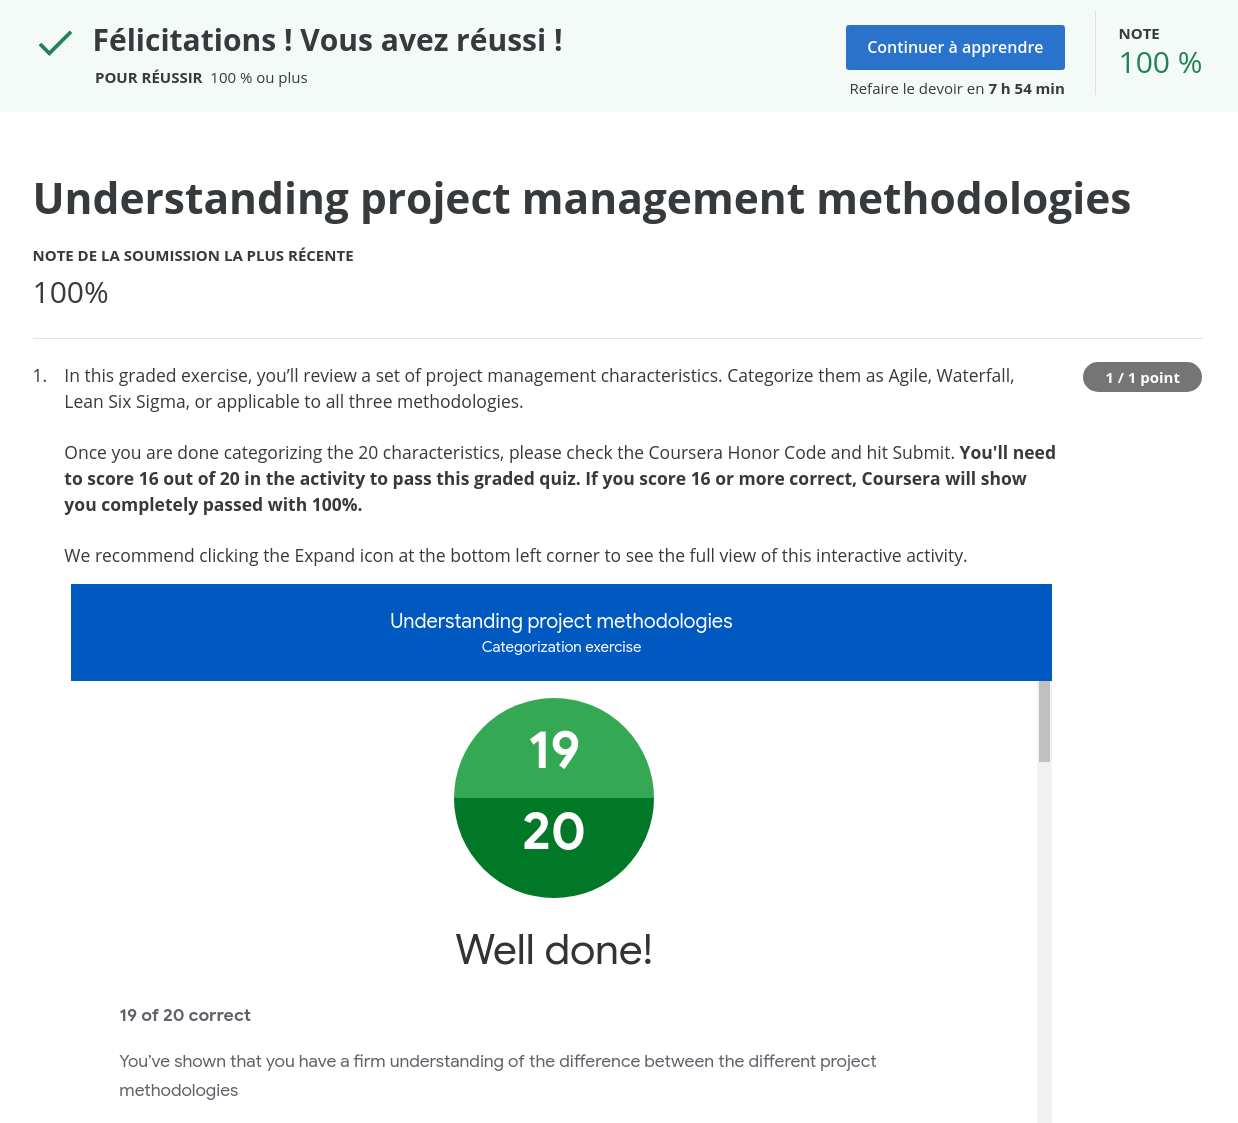 Félicitations ! Vous avez réussi !
POUR RÉUSSIR 100 % ou plus
Continuer à apprendre
Refaire le devoir en 7 h 54 min
NOTE
100 %
Understanding project management methodologies
NOTE DE LA SOUMISSION LA PLUS RÉCENTE
100%
1. In this graded exercise, you’ll review a set of project management characteristics. Categorize them as Agile, Waterfall,
Lean Six Sigma, or applicable to all three methodologies.
1 / 1 point
Once you are done categorizing the 20 characteristics, please check the Coursera Honor Code and hit Submit. You'll need
to score 16 out of 20 in the activity to pass this graded quiz. If you score 16 or more correct, Coursera will show
you completely passed with 100%.
We recommend clicking the Expand icon at the bottom left corner to see the full view of this interactive activity.
Understanding project methodologies
Categorization exercise
19
20
Well done!
19 of 20 correct
You’ve shown that you have a firm understanding of the difference between the different project
methodologies